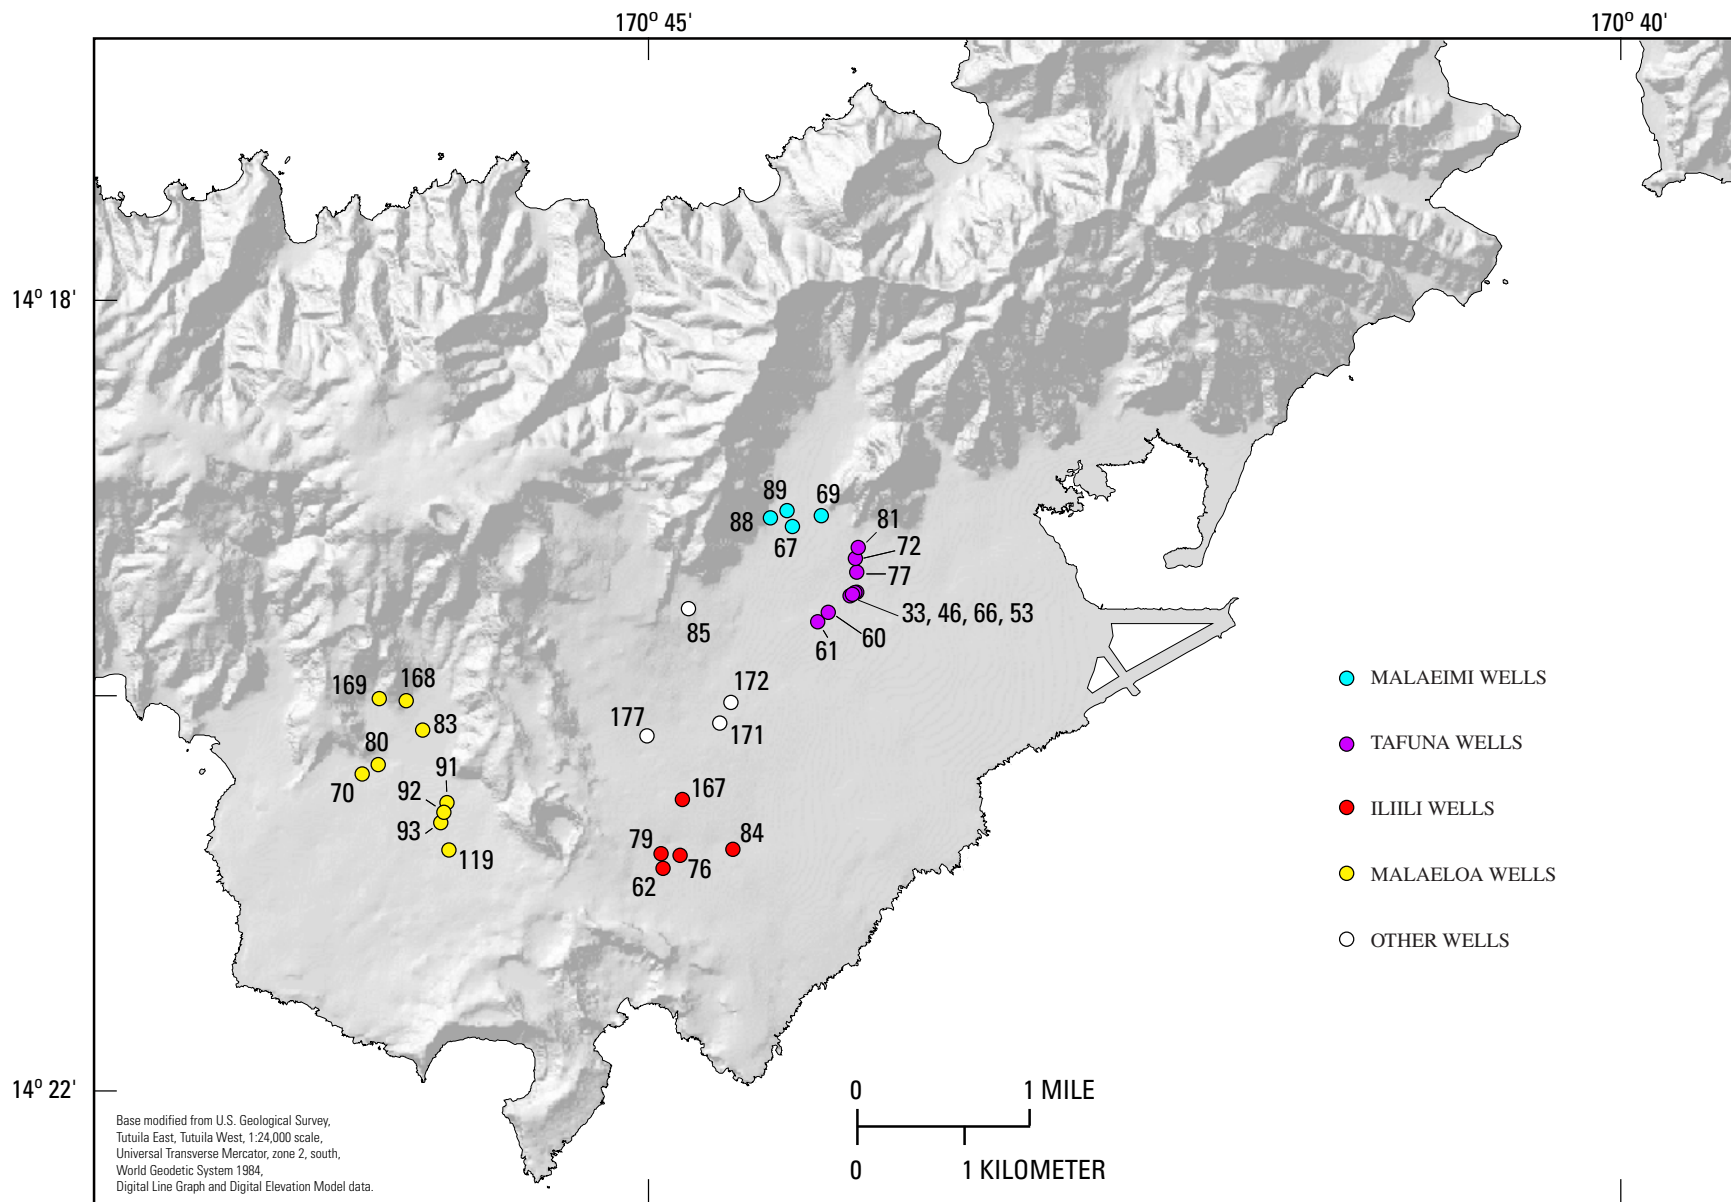 170° 45'
170° 40'
14° 18'
89
69
88
67
81
72
77
33, 46, 66, 53
85
60
61
169
168
172
83
177
171
80
91
70
92
167
93
119
79
84
76
62
MALAEIMI WELLS
TAFUNA WELLS
ILIILI WELLS
MALAELOA WELLS
OTHER WELLS
14° 22'
0
1 MILE
0
1 KILOMETER
Base modified from U.S. Geological Survey,
Tutuila East, Tutuila West, 1:24,000 scale,
Universal Transverse Mercator, zone 2, south,
World Geodetic System 1984,
Digital Line Graph and Digital Elevation Model data.